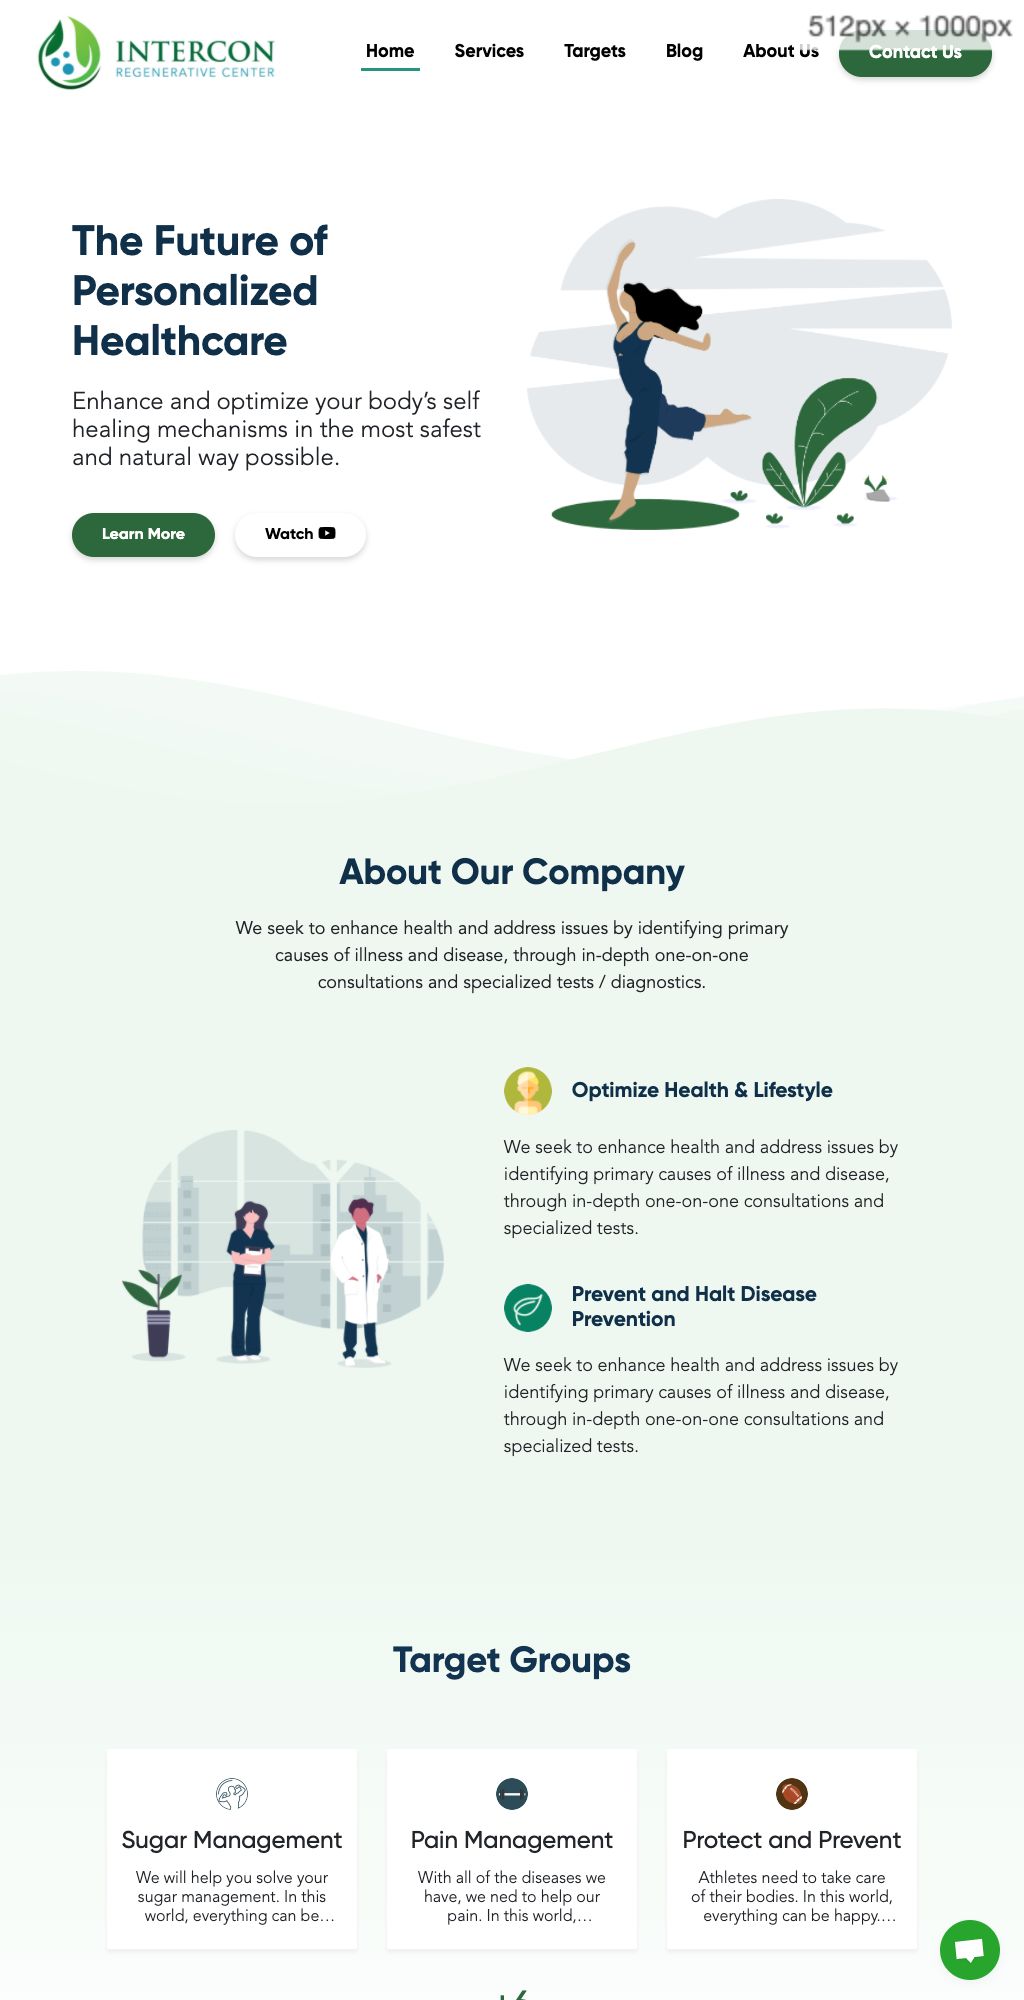 INTERCON
REGENERATIVE CENTER
Home
Services
Targets
Blog
About Us
Contact Us
512px × 1000px
The Future of
Personalized
Healthcare
Enhance and optimize your body’s self
healing mechanisms in the most safest
and natural way possible.
Learn More
Watch
About Our Company
We seek to enhance health and address issues by identifying primary
causes of illness and disease, through in-depth one-on-one
consultations and specialized tests / diagnostics.
Optimize Health & Lifestyle
We seek to enhance health and address issues by
identifying primary causes of illness and disease,
through in-depth one-on-one consultations and
specialized tests.
Prevent and Halt Disease
Prevention
We seek to enhance health and address issues by
identifying primary causes of illness and disease,
through in-depth one-on-one consultations and
specialized tests.
Target Groups
Sugar Management
We will help you solve your
sugar management. In this
world, everything can be…
Pain Management
With all of the diseases we
have, we ned to help our
pain. In this world,…
Protect and Prevent
Athletes need to take care
of their bodies. In this world,
everything can be happy.…